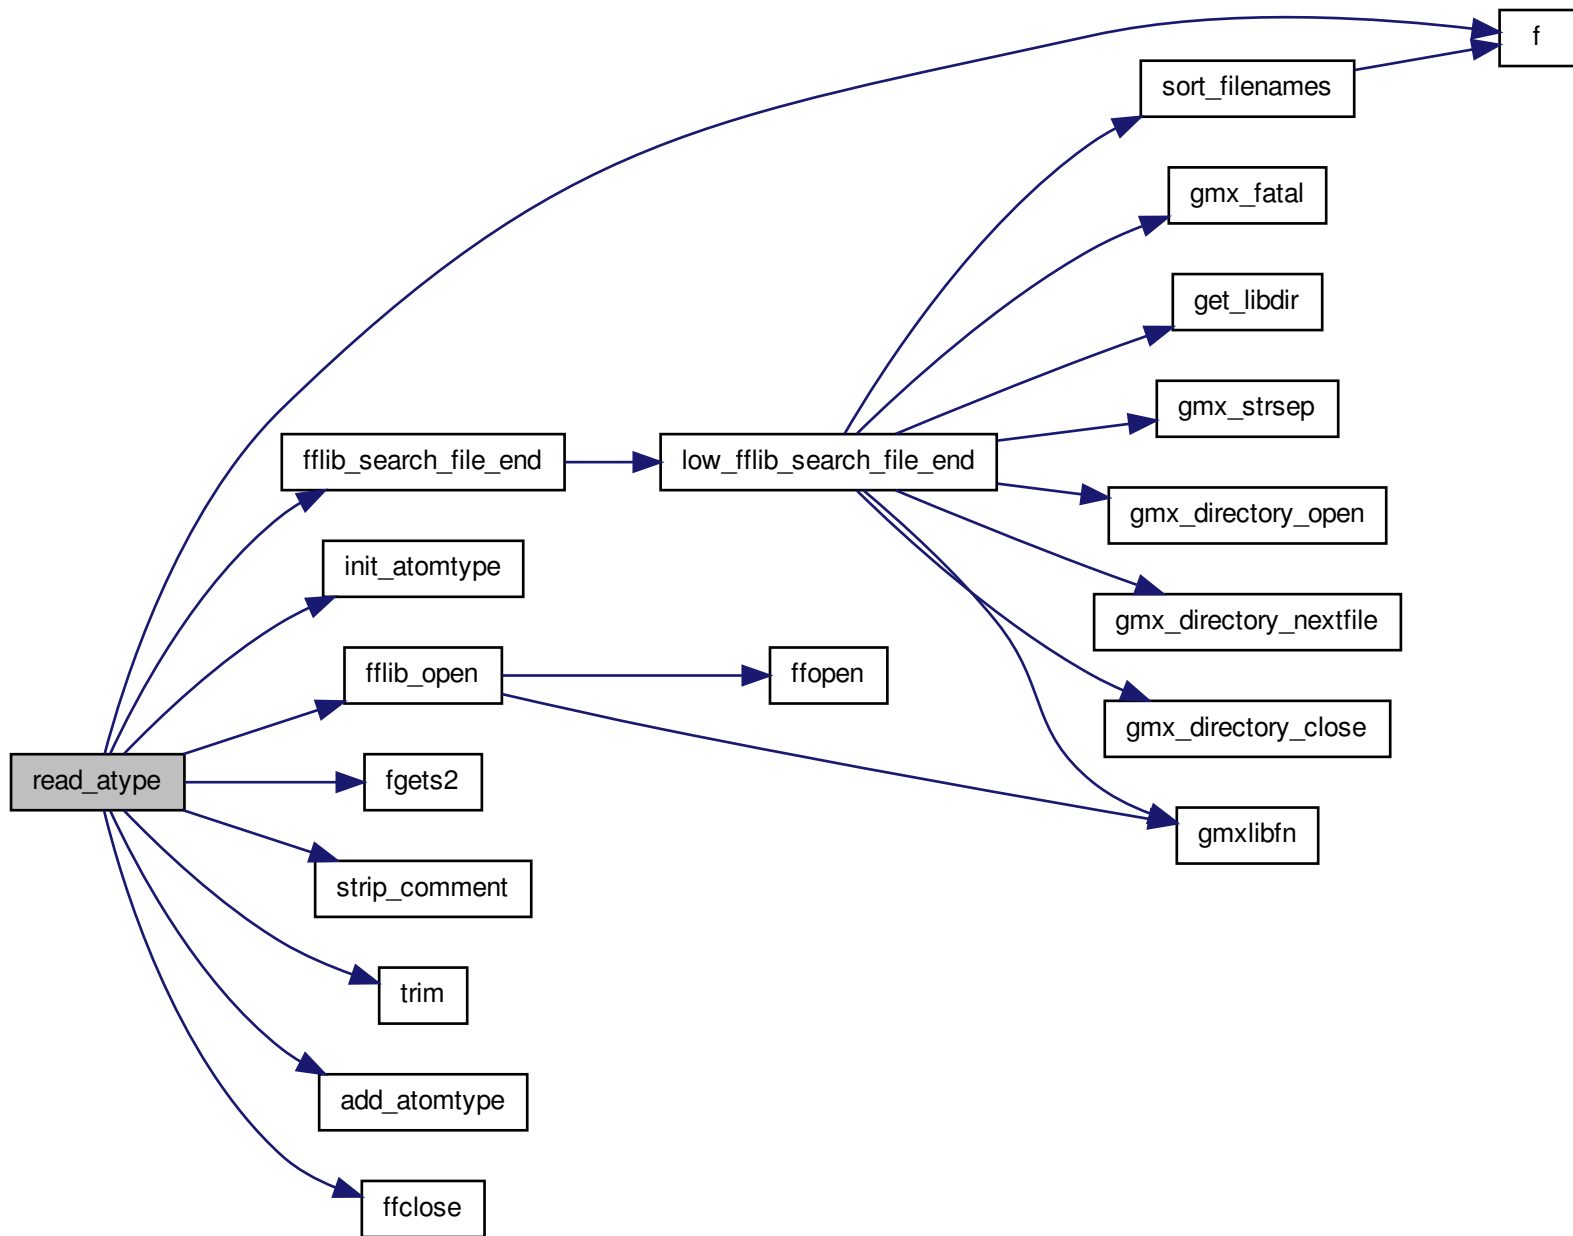 f
sort_filenames
gmx_fatal
get_libdir
gmx_strsep
fflib_search_file_end
low_fflib_search_file_end
gmx_directory_open
init_atomtype
gmx_directory_nextfile
fflib_open
ffopen
gmx_directory_close
read_atype
fgets2
gmxlibfn
strip_comment
trim
add_atomtype
ffclose